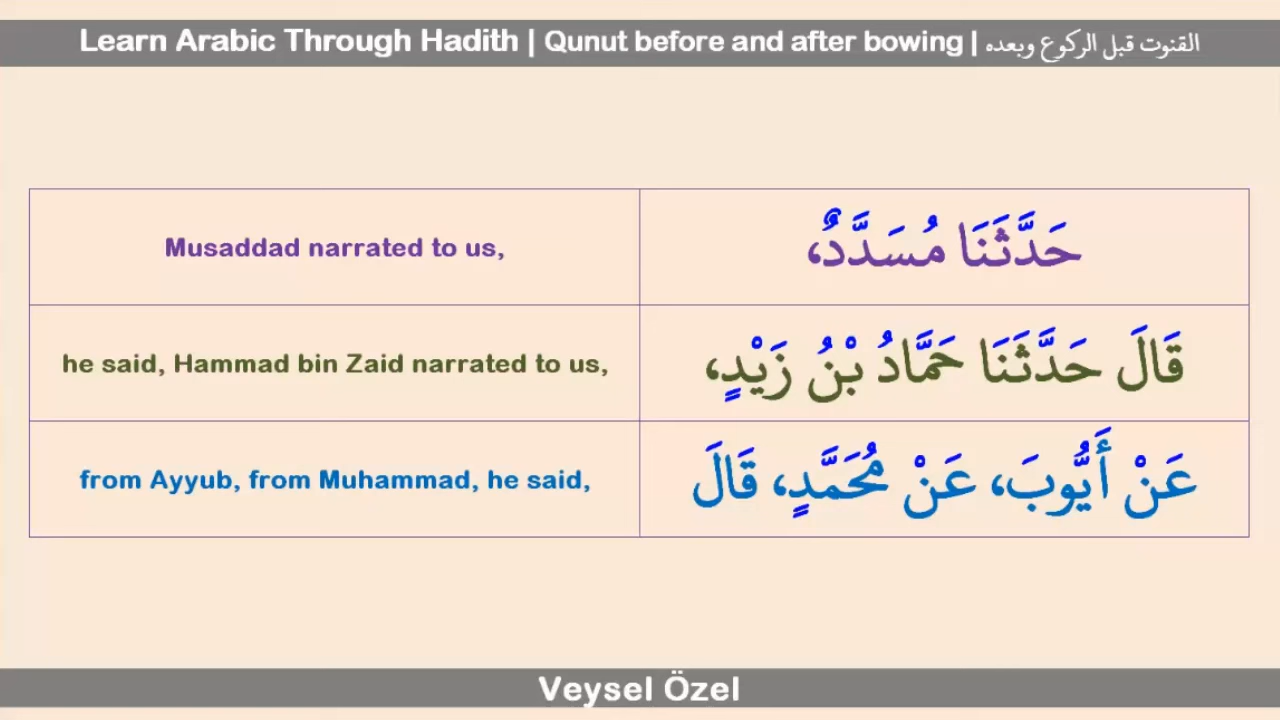 Learn Arabic Through Hadith | Qunut before and after bowing | القنوت قبل الركوع وبعده
Musaddad narrated to us,
حَدَّثَنَا مُسَدَّدٌ،
he said, Hammad bin Zaid narrated to us,
قَالَ حَدَّثَنَا حَمَّادُ بْنُ زَيْدٍ،
from Ayyub, from Muhammad, he said,
عَنْ أَيُّوبَ، عَنْ مُحَمَّدٍ، قَالَ
Veysel Özel